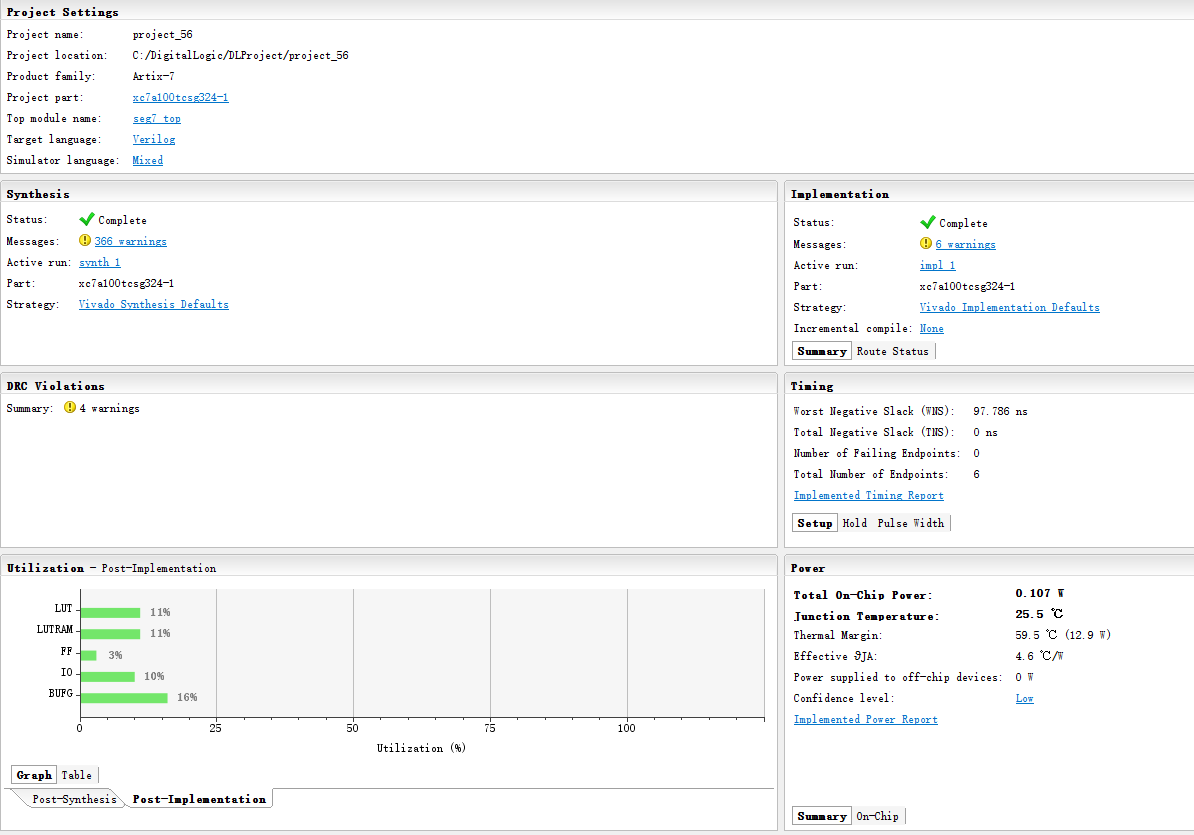 Project Settings
Project name: project_56
Project location: C:/DigitalLogic/DLProject/project_56
Product family: Artix-7
Project part: xc7a100tcsg324-1
Top module name: seg7_top
Target language: Verilog
Simulator language: Mixed
Synthesis
Status: Complete
Messages: 366 warnings
Active run: synth_1
Part: xc7a100tcsg324-1
Strategy: Vivado Synthesis Defaults
Implementation
Status: Complete
Messages: 6 warnings
Active run: impl_1
Part: xc7a100tcsg324-1
Strategy: Vivado Implementation Defaults
Incremental compile: None
Summary Route Status
DRC Violations
Summary: 4 warnings
Timing
Worst Negative Slack (WNS): 97.786 ns
Total Negative Slack (TNS): 0 ns
Number of Failing Endpoints: 0
Total Number of Endpoints: 6
Implemented Timing Report
Setup Hold Pulse Width
Utilization - Post-Implementation
LUT 11%
LUTRAM 11%
FF 3%
IO 10%
BUFG 16%
0 25 50 75 100
Utilization (%)
Graph Table
Post-Synthesis Post-Implementation
Power
Total On-Chip Power: 0.107 W
Junction Temperature: 25.5 ℃
Thermal Margin: 59.5 ℃ (12.9 W)
Effective ϑJA: 4.6 ℃/W
Power supplied to off-chip devices: 0 W
Confidence level: Low
Implemented Power Report
Summary On-Chip